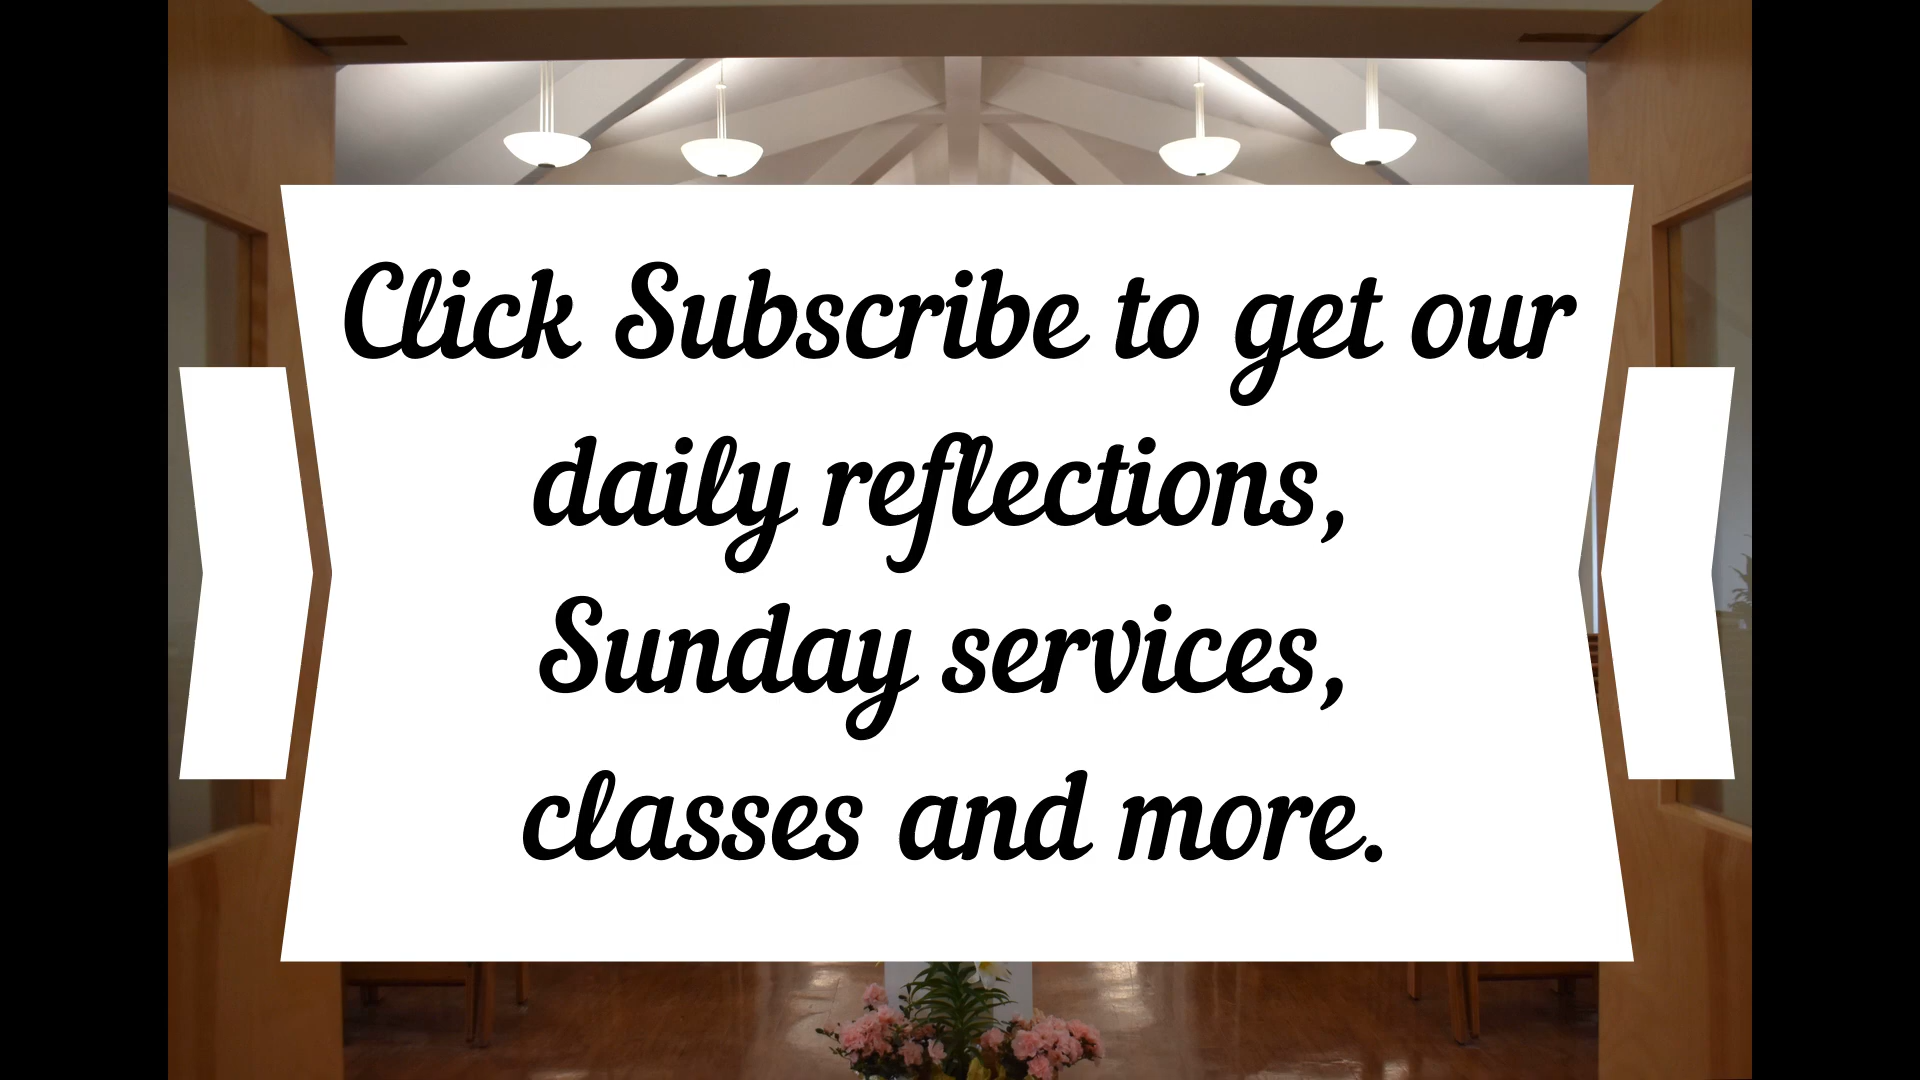 Click Subscribe to get our
daily reflections,
Sunday services,
classes and more.